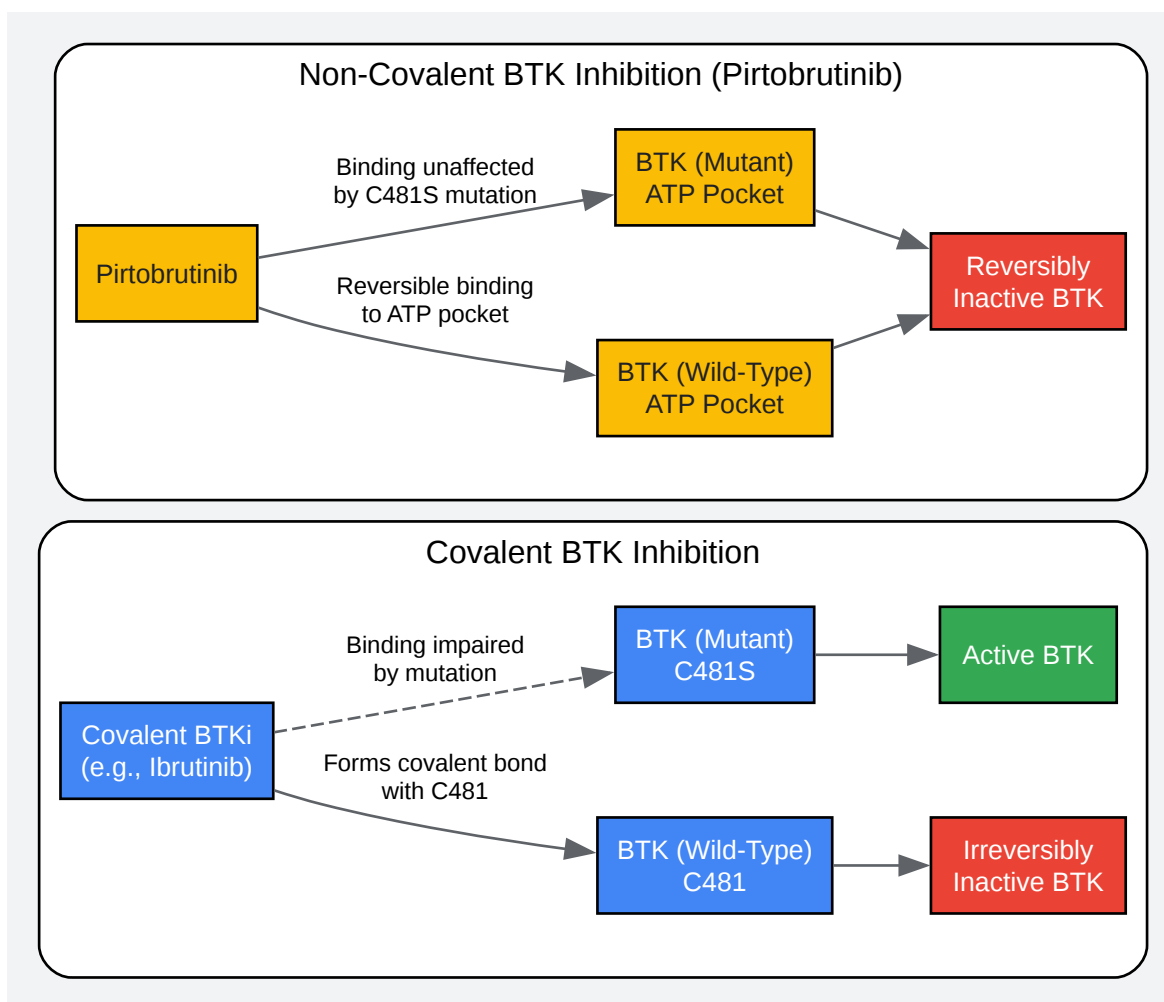 Non-Covalent BTK Inhibition (Pirtobrutinib)
Binding unaffected
by C481S mutation
BTK (Mutant)
ATP Pocket
Pirtobrutinib
Reversible binding
to ATP pocket
Reversibly
Inactive BTK
BTK (Wild-Type)
ATP Pocket
Covalent BTK Inhibition
Binding impaired
by mutation
BTK (Mutant)
C481S
Active BTK
Covalent BTKi
(e.g., Ibrutinib)
Forms covalent bond
with C481
BTK (Wild-Type)
C481
Irreversibly
Inactive BTK